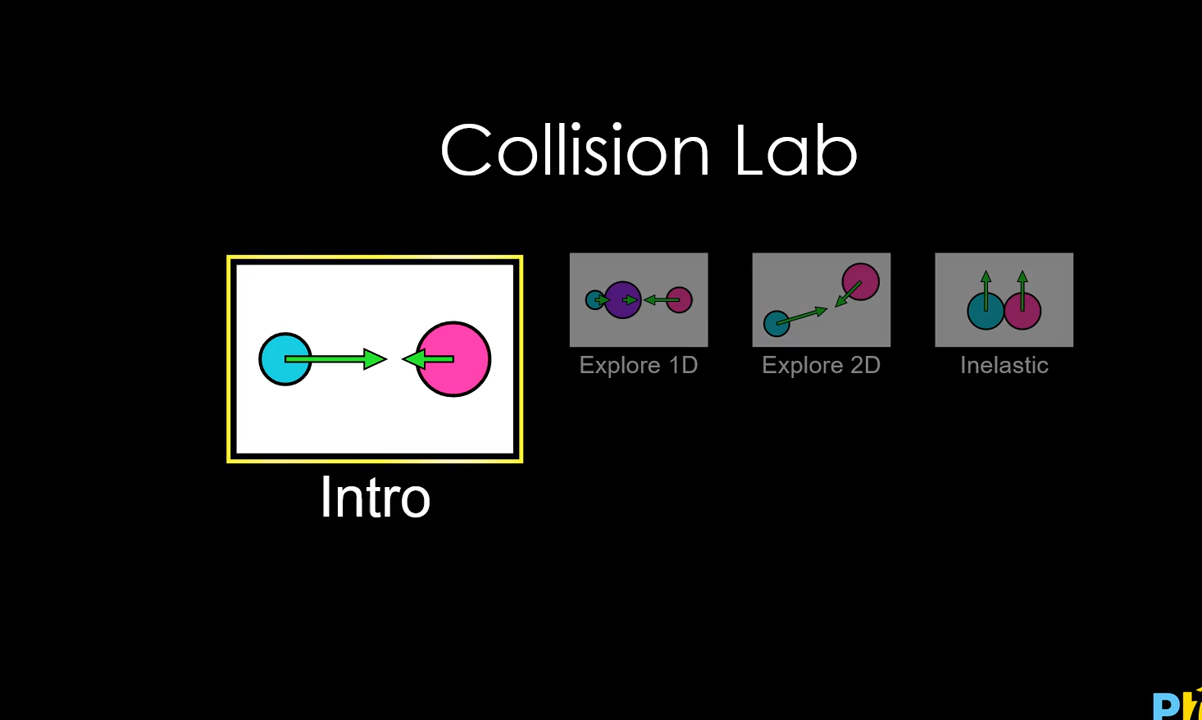 Collision Lab
Intro
Explore 1D
Explore 2D
Inelastic